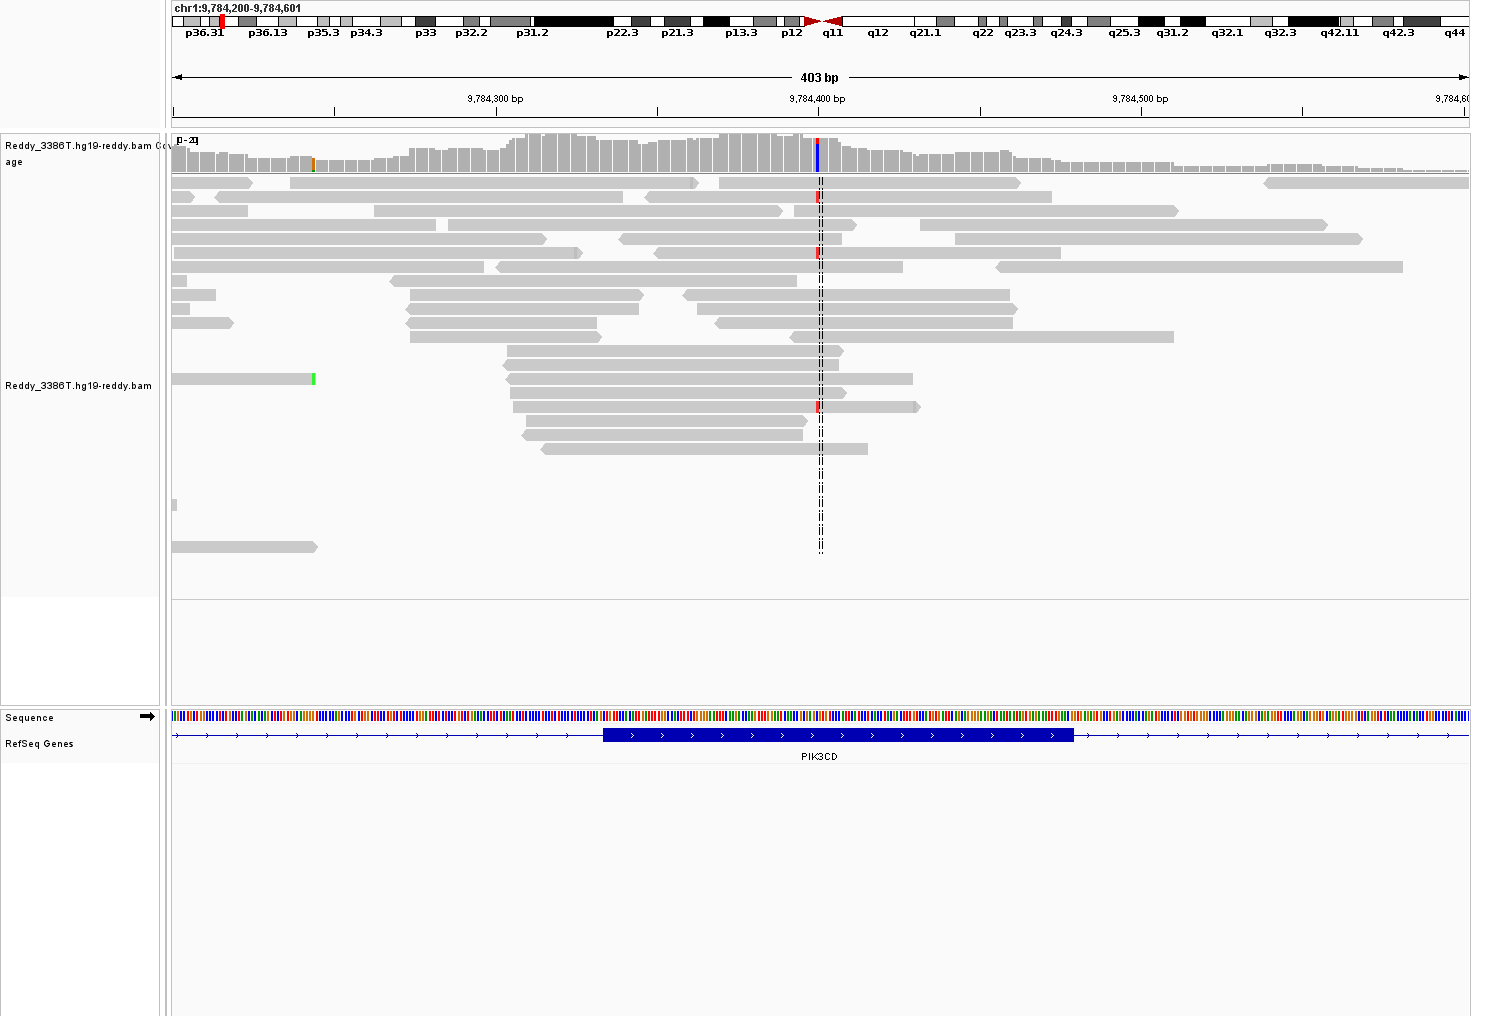 chr1:9,784,200-9,784,601
p36.31 p36.13 p35.3 p34.3 p33 p32.2 p31.2 p22.3 p21.3 p13.3 p12 q11 q12 q21.1 q22 q23.3 q24.3 q25.3 q31.2 q32.1 q32.3 q42.11 q42.3 q44
403 bp
9,784,300 bp 9,784,400 bp 9,784,500 bp 9,784,60
Reddy_3386T.hg19-reddy.bam Cov
age
[0 - 20]
Reddy_3386T.hg19-reddy.bam
Sequence
RefSeq Genes
PIK3CD